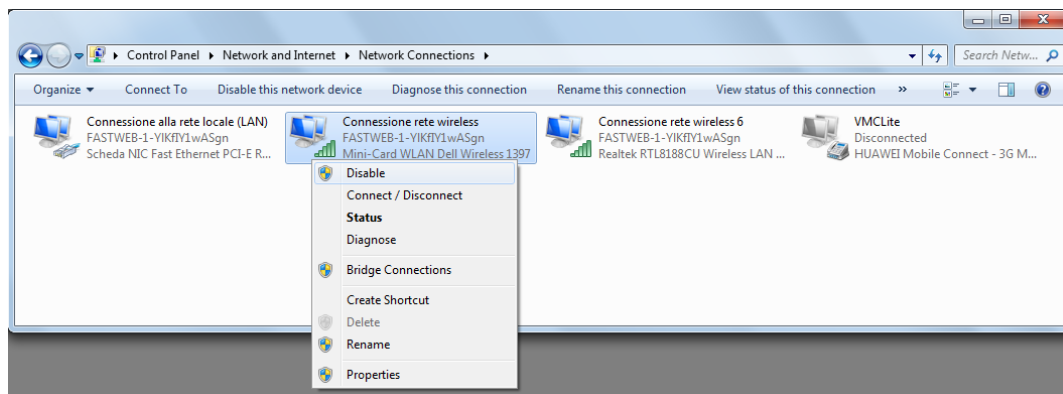 Control Panel ▸ Network and Internet ▸ Network Connections ▸
Search Netw...
Organize
Connect To
Disable this network device
Diagnose this connection
Rename this connection
View status of this connection
»
Connessione alla rete locale (LAN)
FASTWEB-1-YIKfIY1wASgn
Scheda NIC Fast Ethernet PCI-E R...
Connessione rete wireless
FASTWEB-1-YIKfIY1wASgn
Mini-Card WLAN Dell Wireless 1397
Connessione rete wireless 6
FASTWEB-1-YIKfIY1wASgn
Realtek RTL8188CU Wireless LAN ...
VMCLite
Disconnected
HUAWEI Mobile Connect - 3G M...
Disable
Connect / Disconnect
Status
Diagnose
Bridge Connections
Create Shortcut
Delete
Rename
Properties